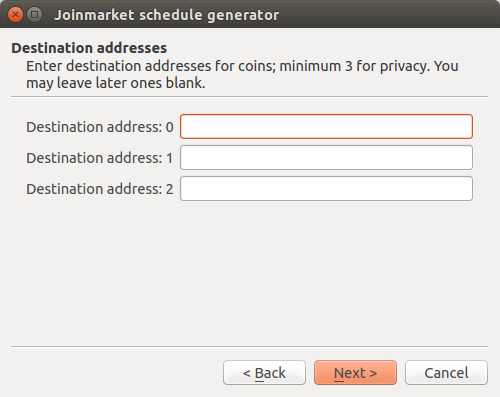 Joinmarket schedule generator
Destination addresses
Enter destination addresses for coins; minimum 3 for privacy. You
may leave later ones blank.
Destination address: 0
Destination address: 1
Destination address: 2
< Back Next > Cancel